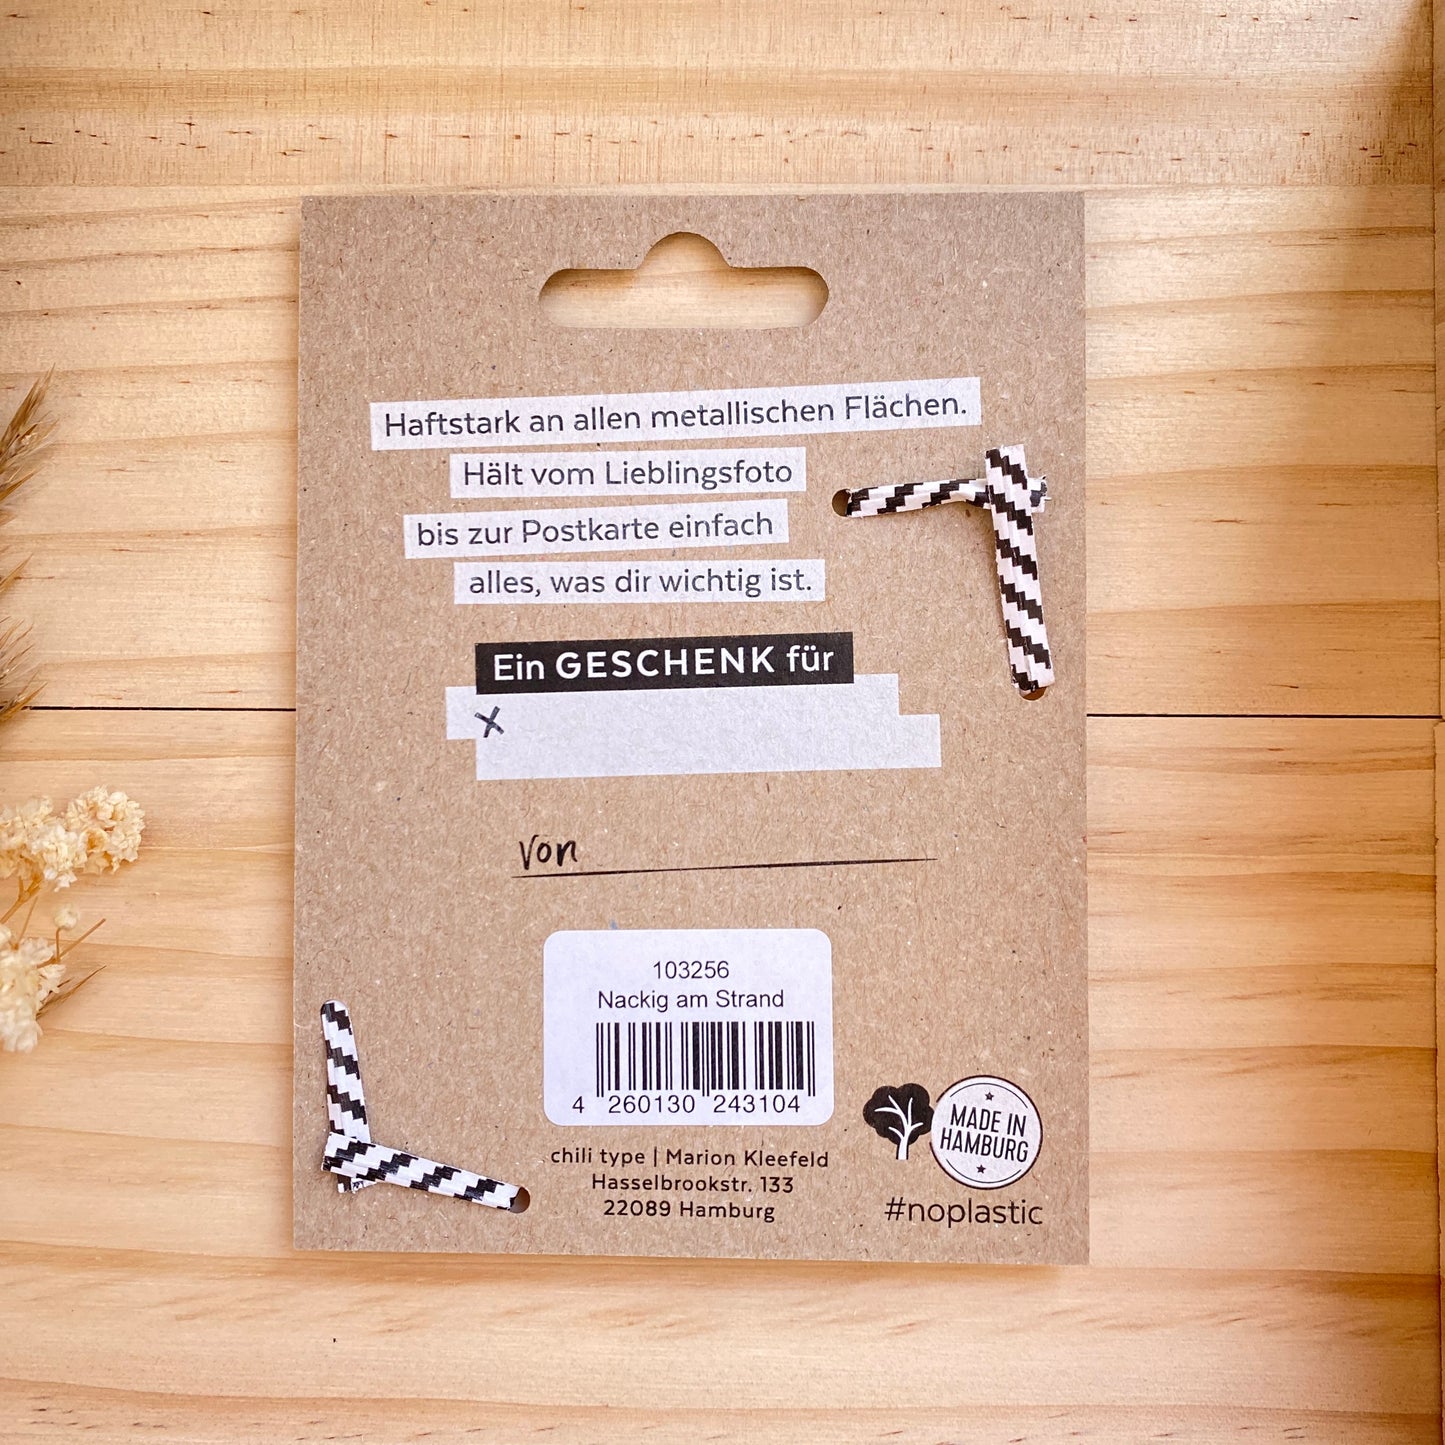 Haftstark an allen metallischen Flächen.
Hält vom Lieblingsfoto
bis zur Postkarte einfach
alles, was dir wichtig ist.
Ein GESCHENK für
x
von
103256
Nackig am Strand
4 260130 243104
chili type | Marion Kleefeld
Hasselbrookstr. 133
22089 Hamburg
MADE IN
HAMBURG
#noplastic